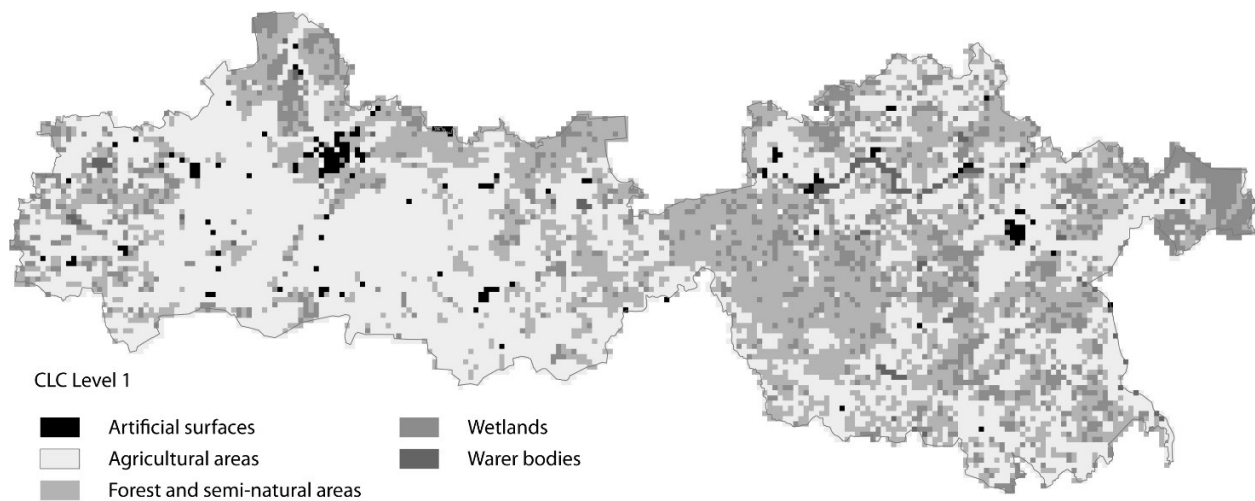 CLC Level 1
Artificial surfaces
Agricultural areas
Forest and semi-natural areas
Wetlands
Warer bodies